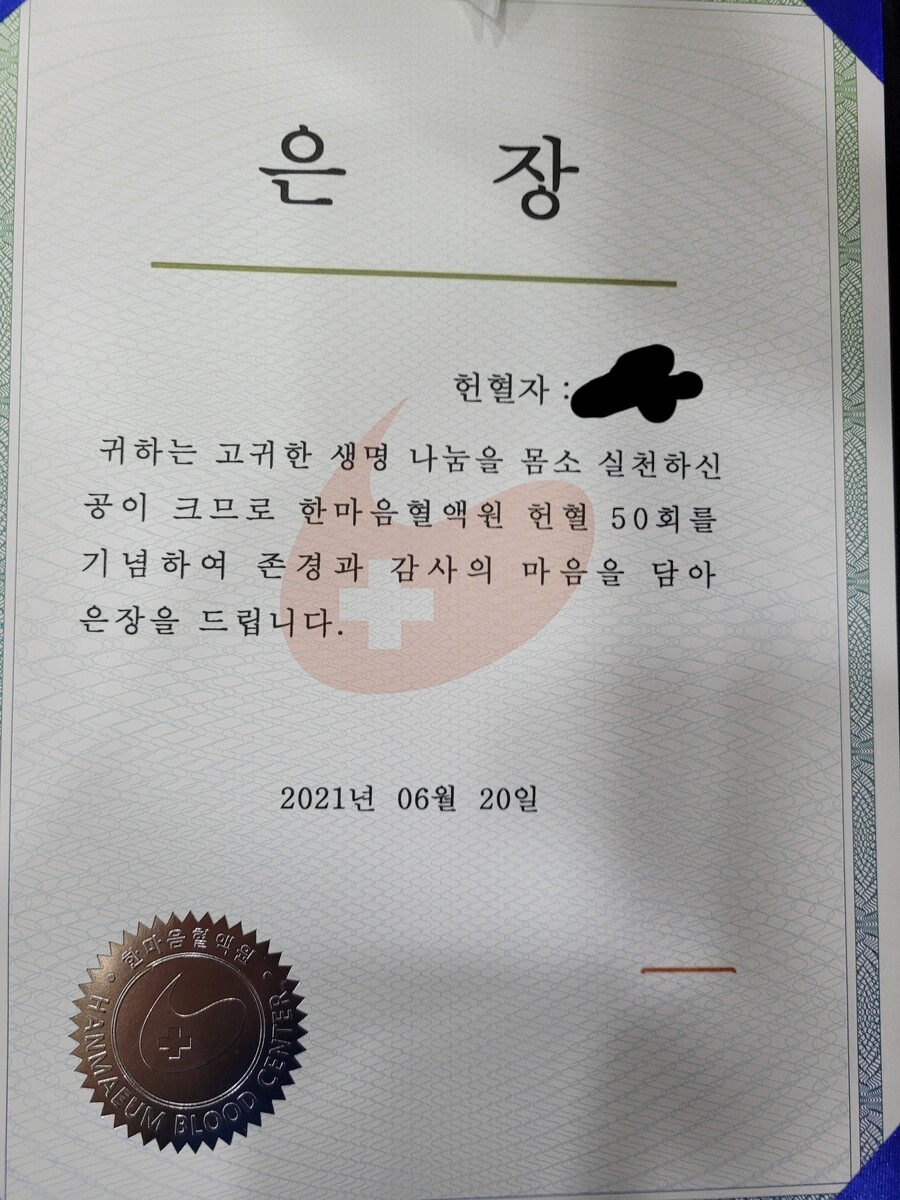 은 장
헌혈자 :
귀하는 고귀한 생명 나눔을 몸소 실천하신
공이 크므로 한마음혈액원 헌혈 50회를
기념하여 존경과 감사의 마음을 담아
은장을 드립니다.
2021년 06월 20일
한마음혈액원
HANMAEUM BLOOD CENTER